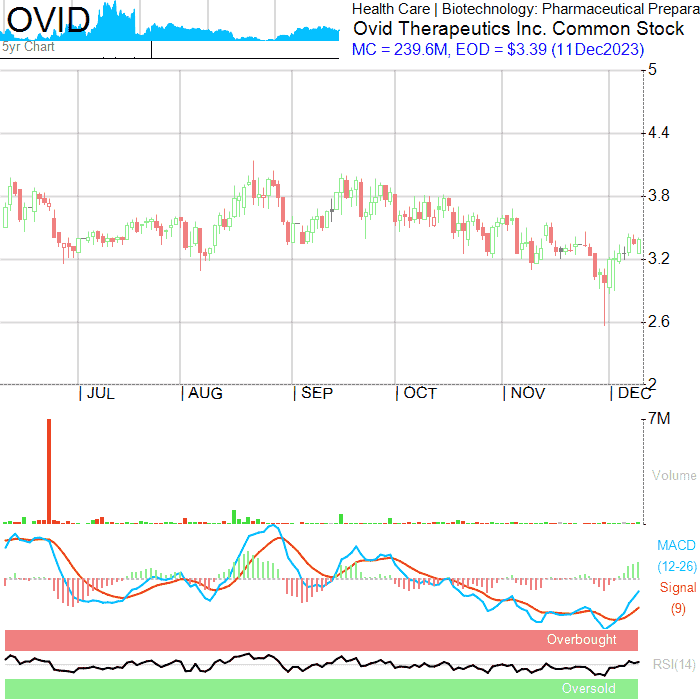 OVID
5yr Chart
Health Care | Biotechnology: Pharmaceutical Prepara
Ovid Therapeutics Inc. Common Stock
MC = 239.6M, EOD = $3.39 (11Dec2023)
5
4.4
3.8
3.2
2.6
2
| JUL | AUG | SEP | OCT | NOV | DEC
7M
Volume
MACD
(12-26)
Signal
(9)
Overbought
RSI(14)
Oversold